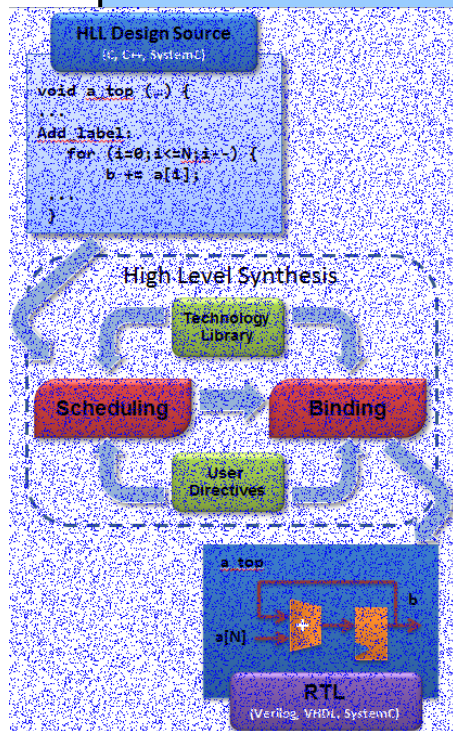 HLL Design Source
(C, C++, SystemC)
void a_top (…) {
...
Add_label:
for (i=0;i<=N;i--) {
b += a[i];
...
}
High Level Synthesis
Technology
Library
Scheduling
Binding
User
Directives
a_top
b
+
a[N]
RTL
(Verilog, VHDL, SystemC)